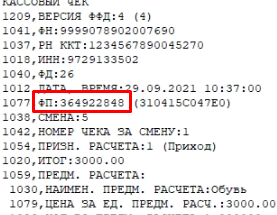 КАССОВЫЙ ЧЕК
1209,ВЕРСИЯ ФФД:4 (4)
1041,ФН:9999078902007690
1037,РН ККТ:1234567890045270
1018,ИНН:9729133502
1040,ФД:26
1012,ДАТА, ВРЕМЯ:29.09.2021 10:37:00
1077,ФП:364922848 (310415C047E0)
1038,СМЕНА:5
1042,НОМЕР ЧЕКА ЗА СМЕНУ:1
1054,ПРИЗН. РАСЧЕТА:1 (Приход)
1020,ИТОГ:3000.00
1059,ПРЕДМ. РАСЧЕТА:
1030,НАИМЕН. ПРЕДМ. РАСЧЕТА:Обувь
1079,ЦЕНА ЗА ЕД. ПРЕДМ. РАСЧ.:3000.00